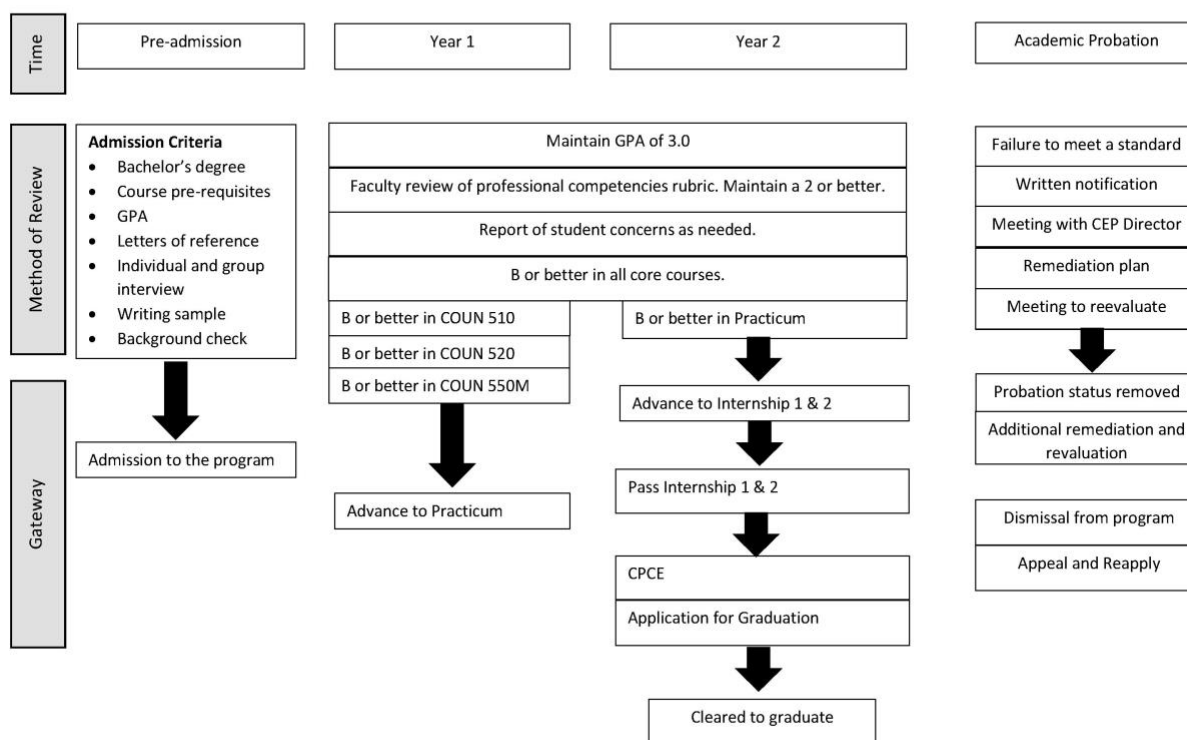 Time
Pre-admission
Year 1
Year 2
Academic Probation
Method of Review
Admission Criteria
• Bachelor's degree
• Course pre-requisites
• GPA
• Letters of reference
• Individual and group
interview
• Writing sample
• Background check
Maintain GPA of 3.0
Faculty review of professional competencies rubric. Maintain a 2 or better.
Report of student concerns as needed.
B or better in all core courses.
B or better in COUN 510
B or better in COUN 520
B or better in COUN 550M
B or better in Practicum
Failure to meet a standard
Written notification
Meeting with CEP Director
Remediation plan
Meeting to reevaluate
Gateway
Admission to the program
Advance to Practicum
Advance to Internship 1 & 2
Pass Internship 1 & 2
CPCE
Application for Graduation
Cleared to graduate
Probation status removed
Additional remediation and
revaluation
Dismissal from program
Appeal and Reapply